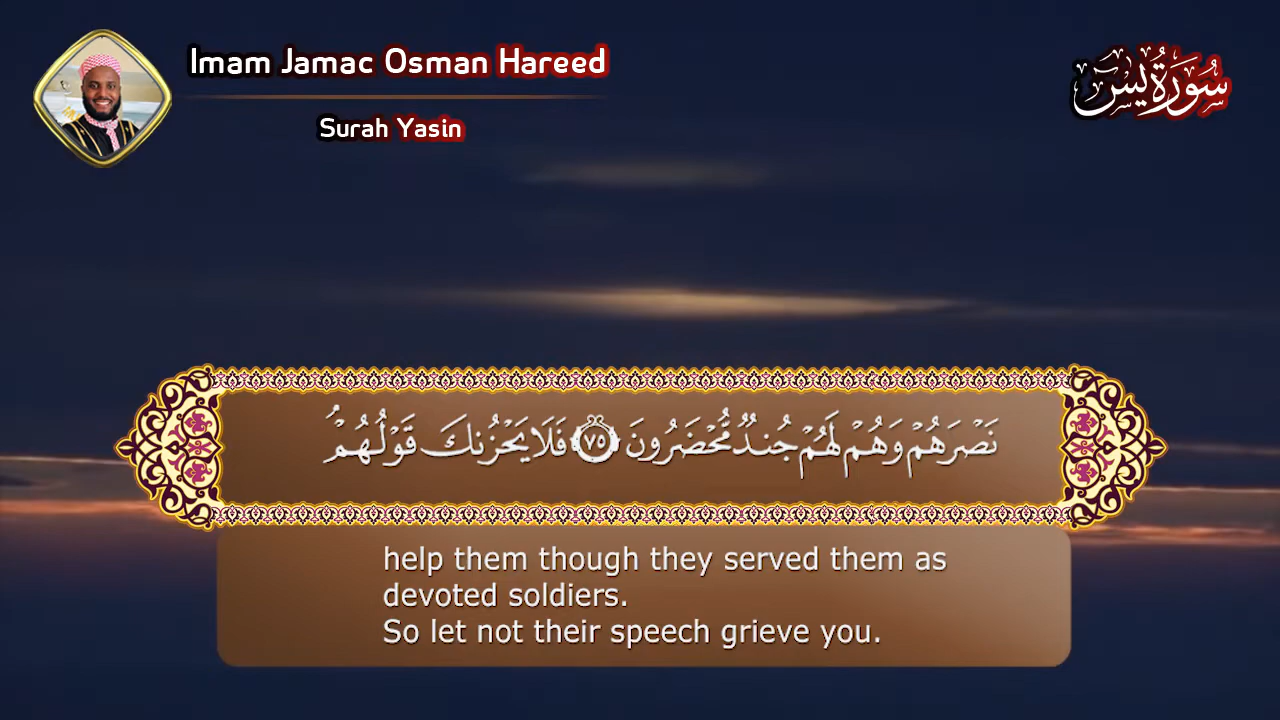 Imam Jamac Osman Hareed
سُورَةُ يسٓ
Surah Yasin
نَصْرَهُمْ وَهُمْ لَهُمْ جُندٌ مُّحْضَرُونَ ﴿٧٥﴾ فَلَا يَحْزُنكَ قَوْلُهُمْ ۘ
help them though they served them as
devoted soldiers.
So let not their speech grieve you.